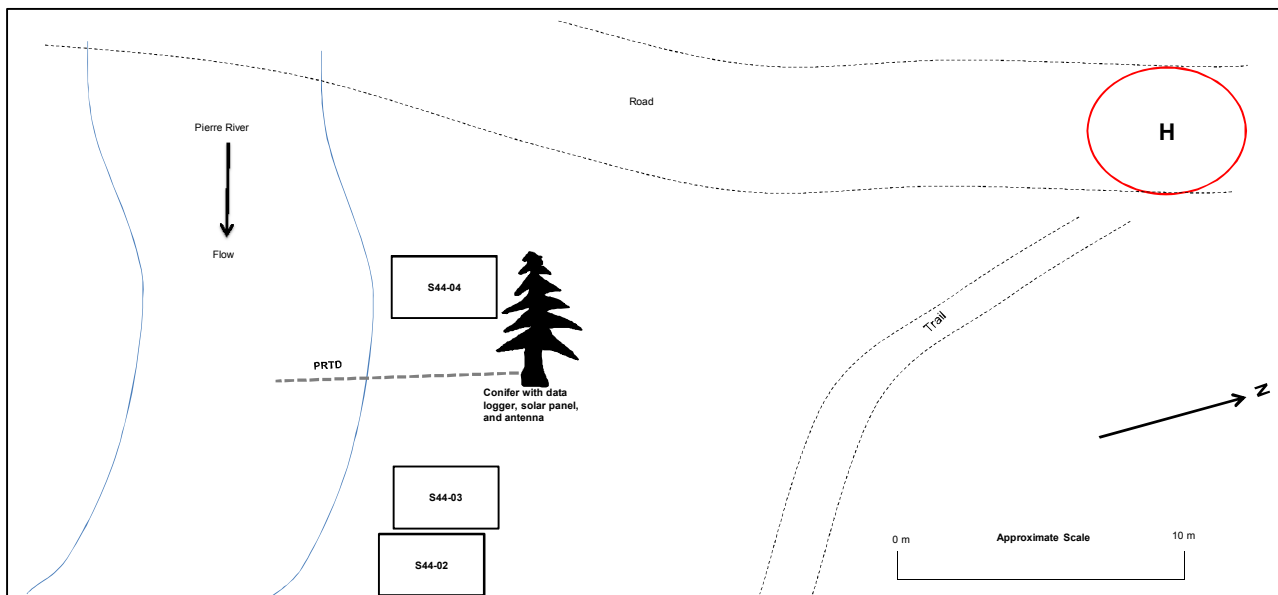 Road
H
Pierre River
Flow
S44-04
Trail
PRTD
Conifer with data
logger, solar panel,
and antenna
N
S44-03
0 m
Approximate Scale
10 m
S44-02